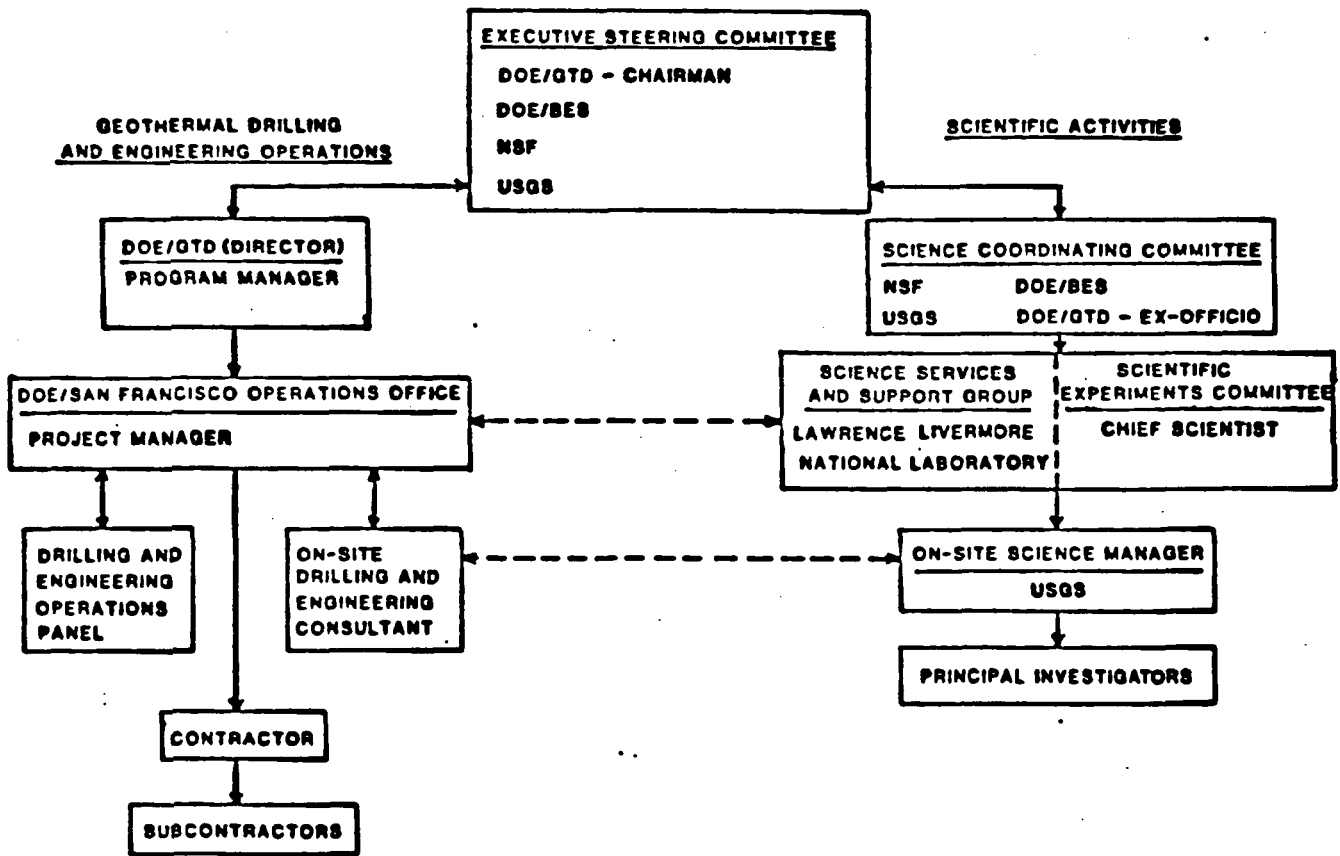 EXECUTIVE STEERING COMMITTEE
DOE/GTD - CHAIRMAN
DOE/BES
NSF
USGS
GEOTHERMAL DRILLING
AND ENGINEERING OPERATIONS
SCIENTIFIC ACTIVITIES
DOE/GTD (DIRECTOR)
PROGRAM MANAGER
SCIENCE COORDINATING COMMITTEE
NSF DOE/BES
USGS DOE/GTD - EX-OFFICIO
DOE/SAN FRANCISCO OPERATIONS OFFICE
PROJECT MANAGER
SCIENCE SERVICES
AND SUPPORT GROUP
LAWRENCE LIVERMORE
NATIONAL LABORATORY
SCIENTIFIC
EXPERIMENTS COMMITTEE
CHIEF SCIENTIST
DRILLING AND
ENGINEERING
OPERATIONS
PANEL
ON-SITE
DRILLING AND
ENGINEERING
CONSULTANT
ON-SITE SCIENCE MANAGER
USGS
PRINCIPAL INVESTIGATORS
CONTRACTOR
SUBCONTRACTORS